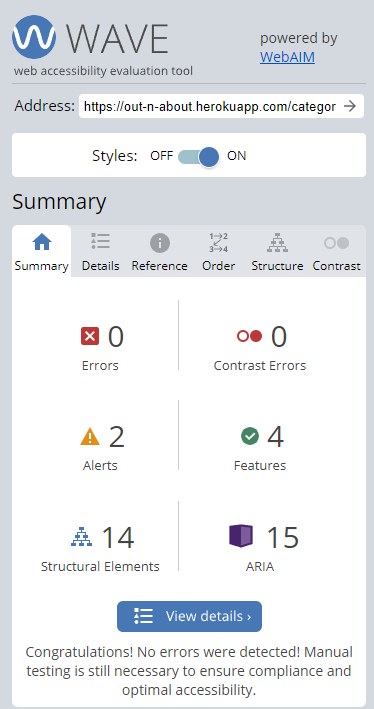 WAVE
web accessibility evaluation tool
powered by
WebAIM
Address: https://out-n-about.herokuapp.com/categor
Styles: OFF ON
Summary
Summary Details Reference Order Structure Contrast
0 0
Errors Contrast Errors
2 4
Alerts Features
14 15
Structural Elements ARIA
View details ›
Congratulations! No errors were detected! Manual
testing is still necessary to ensure compliance and
optimal accessibility.